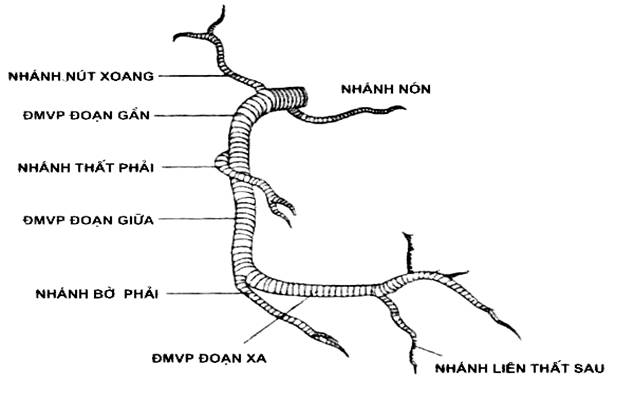 NHÁNH NÚT XOANG
NHÁNH NÓN
ĐMVP ĐOẠN GẦN
NHÁNH THẤT PHẢI
ĐMVP ĐOẠN GIỮA
NHÁNH BỜ PHẢI
ĐMVP ĐOẠN XA
NHÁNH LIÊN THẤT SAU